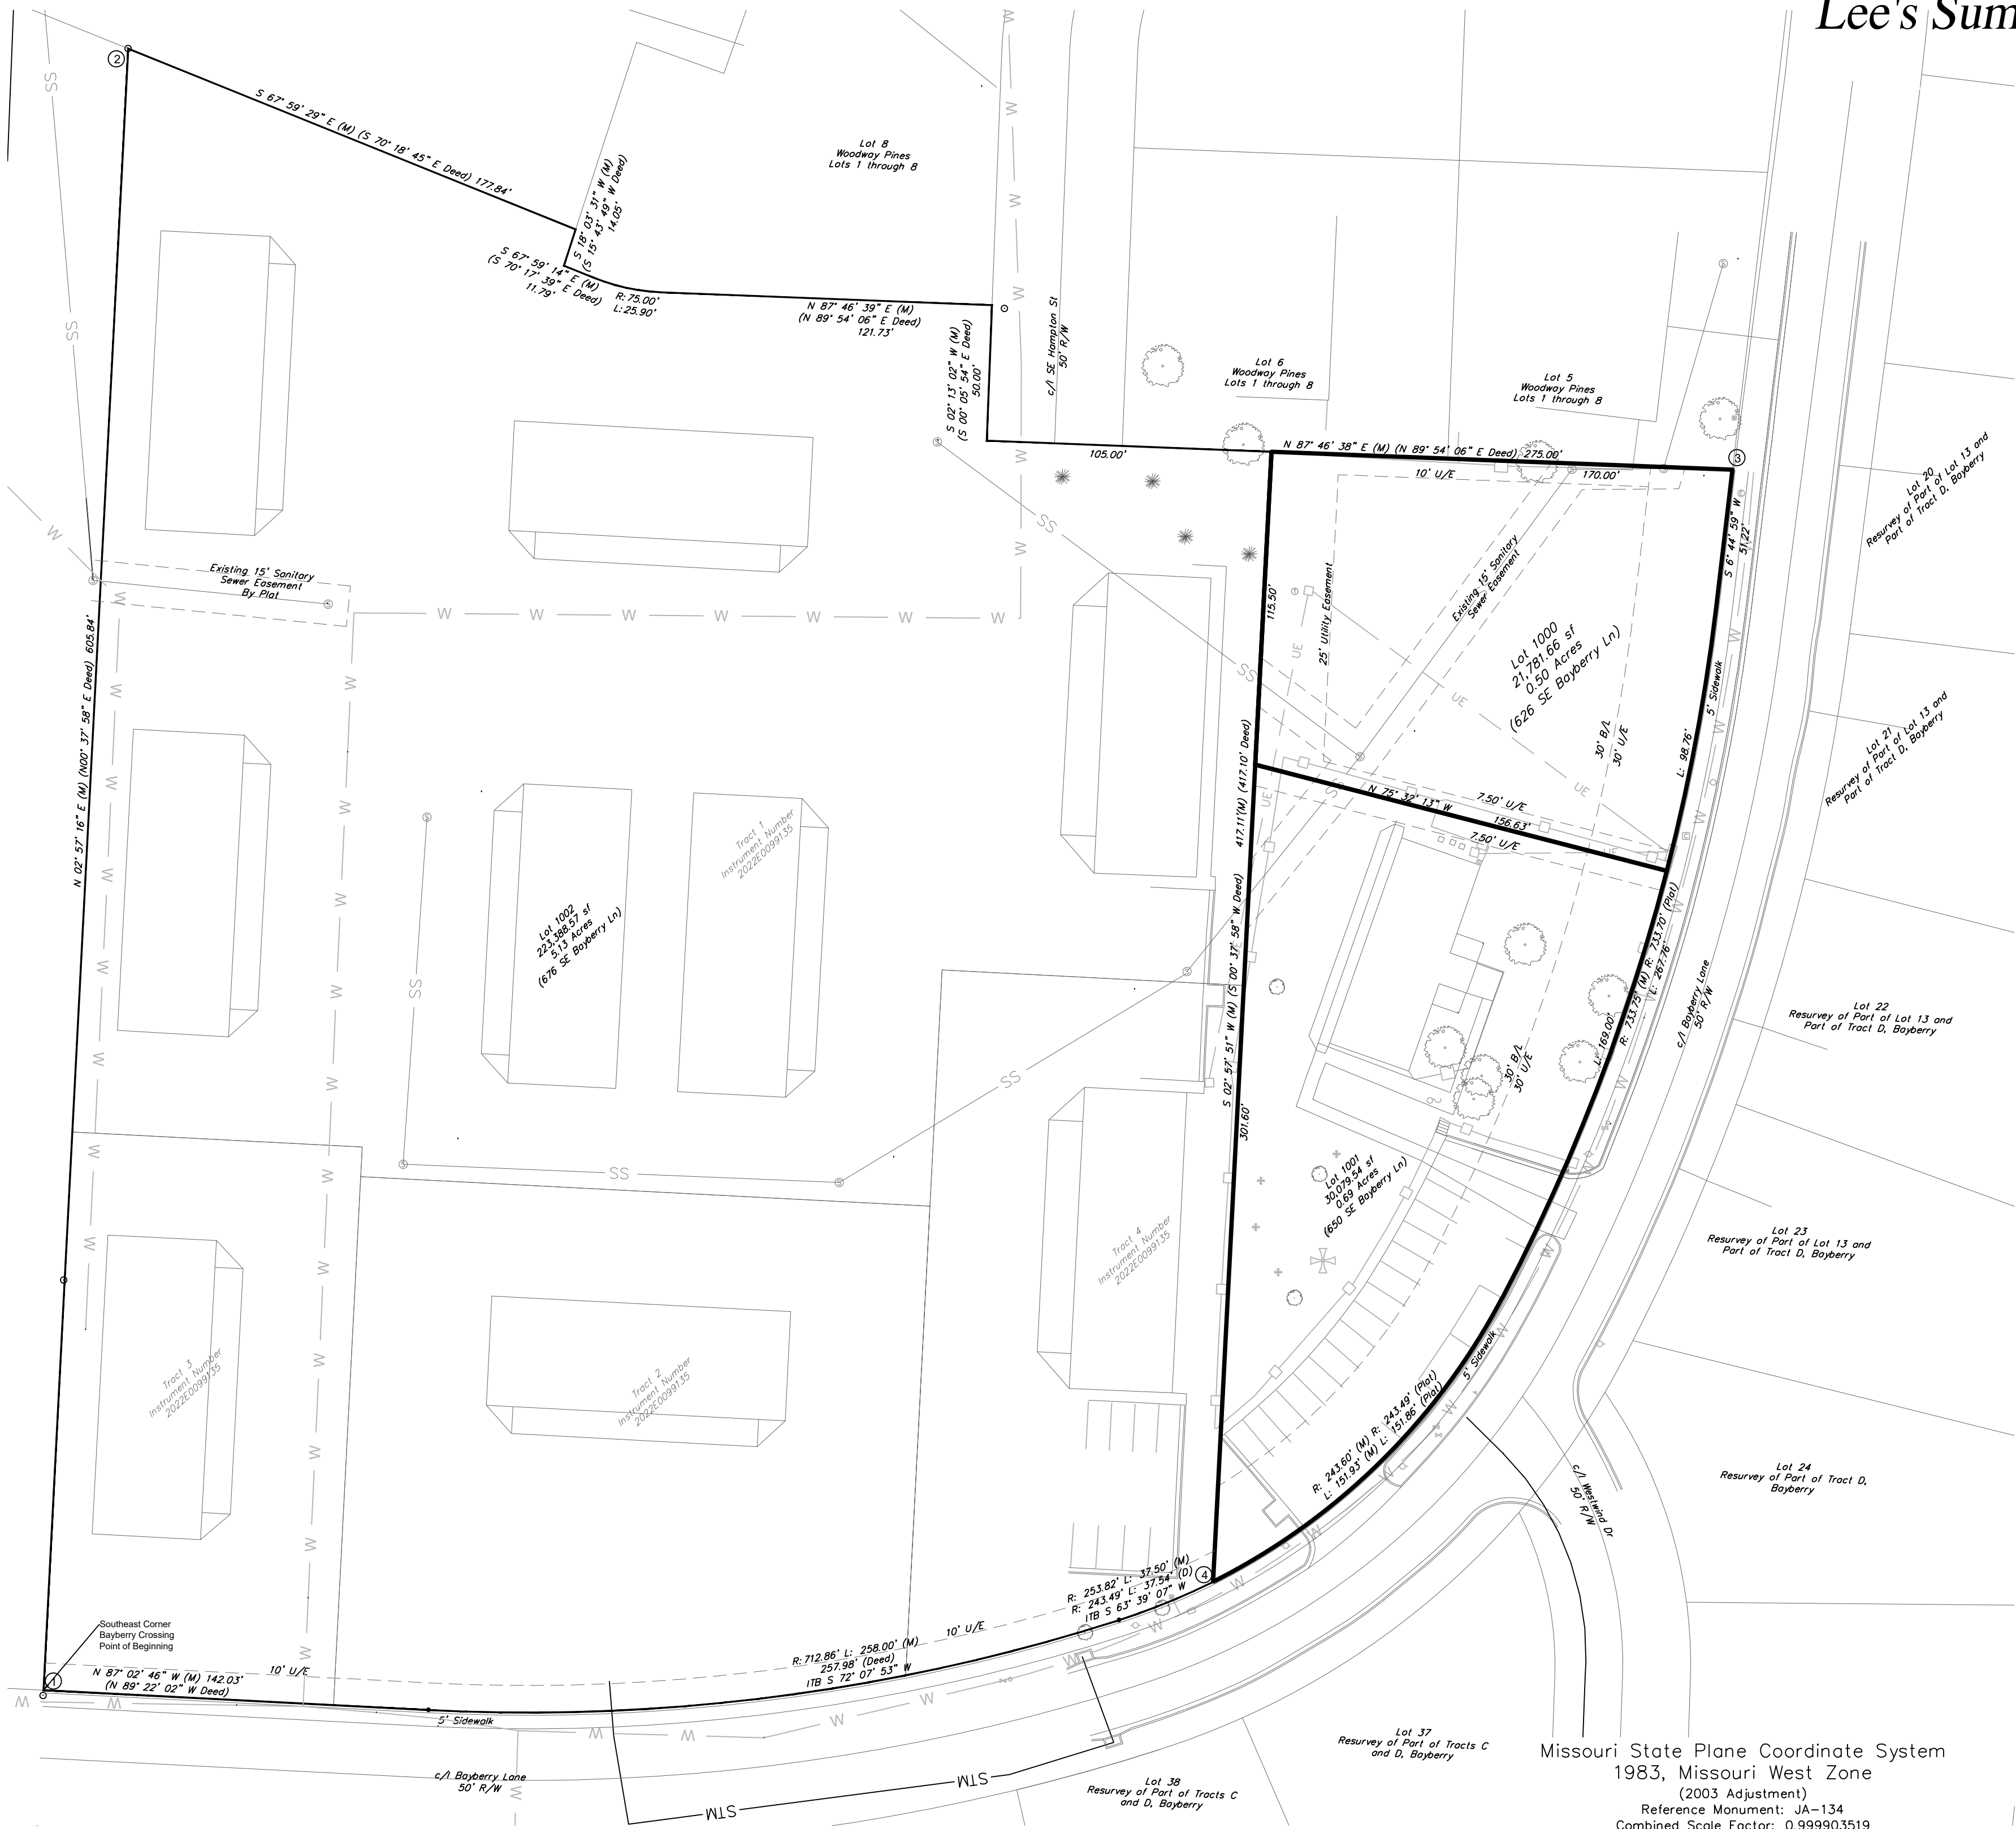 Lee's Sum
2
S 67° 59' 29" E (M) (S 70° 18' 45" E Deed) 177.84'
S 18° 03' 31" W (M)
(S 15° 43' 49" W Deed)
14.05'
Lot 8
Woodway Pines
Lots 1 through 8
S 67° 59' 14" E (M)
(S 70° 17' 39" E Deed)
11.79'
R: 75.00'
L: 25.90'
N 87° 46' 39" E (M)
(N 89° 54' 06" E Deed)
121.73'
S 02° 13' 02" W (M)
(S 00° 05' 54" E Deed)
50.00'
c/l SE Hampton St
50' R/W
Lot 6
Woodway Pines
Lots 1 through 8
Lot 5
Woodway Pines
Lots 1 through 8
105.00'
N 87° 46' 38" E (M) (N 89° 54' 06" E Deed) 275.00'
10' U/E
170.00'
3
S 6° 44' 59" W
51.22'
Lot 20
Resurvey of Part of Lot 13 and
Part of Tract D, Bayberry
Existing 15' Sanitary
Sewer Easement
By Plat
115.50'
25' Utility Easement
Existing 15' Sanitary
Sewer Easement
Lot 1000
21,781.66 sf
0.50 Acres
(626 SE Bayberry Ln)
30' B/L
30' U/E
5' Sidewalk
L: 98.76'
Lot 21
Resurvey of Part of Lot 13 and
Part of Tract D, Bayberry
N 02° 57' 16" E (M) (N00° 37' 58" E Deed) 605.84'
N 75° 32' 13" W
156.63'
7.50' U/E
7.50' U/E
Tract 1
Instrument Number
2022E0099135
Lot 1002
223,388.57 sf
5.13 Acres
(676 SE Bayberry Ln)
S 02° 57' 51" W (M) (S 00° 37' 58" W Deed) 417.11'(M) (417.10' Deed)
301.60'
R: 733.75' (M) R: 733.70' (Plat)
L: 267.76'
L: 169.00'
c/l Bayberry Lane
50' R/W
Lot 22
Resurvey of Part of Lot 13 and
Part of Tract D, Bayberry
30' B/L
30' U/E
Lot 1001
30,079.54 sf
0.69 Acres
(650 SE Bayberry Ln)
Lot 23
Resurvey of Part of Lot 13 and
Part of Tract D, Bayberry
Tract 4
Instrument Number
2022E0099135
Tract 3
Instrument Number
2022E0099135
Tract 2
Instrument Number
2022E0099135
5' Sidewalk
R: 243.60' (M) R: 243.49' (Plat)
L: 151.93' (M) L: 151.86' (Plat)
c/l Westwind Dr
50' R/W
Lot 24
Resurvey of Part of Tract D,
Bayberry
R: 253.82' L: 37.50' (M)
R: 243.49' L: 37.54' (D)
ITB S 63° 39' 07" W
4
Southeast Corner
Bayberry Crossing
Point of Beginning
1
N 87° 02' 46" W (M) 142.03'
(N 89° 22' 02" W Deed)
10' U/E
R: 712.86' L: 258.00' (M)
257.98' (Deed)
ITB S 72° 07' 53" W
10' U/E
5' Sidewalk
c/l Bayberry Lane
50' R/W
STM
STM
Lot 38
Resurvey of Part of Tracts C
and D, Bayberry
Lot 37
Resurvey of Part of Tracts C
and D, Bayberry
Missouri State Plane Coordinate System
1983, Missouri West Zone
(2003 Adjustment)
Reference Monument: JA-134
Combined Scale Factor: 0.999903519